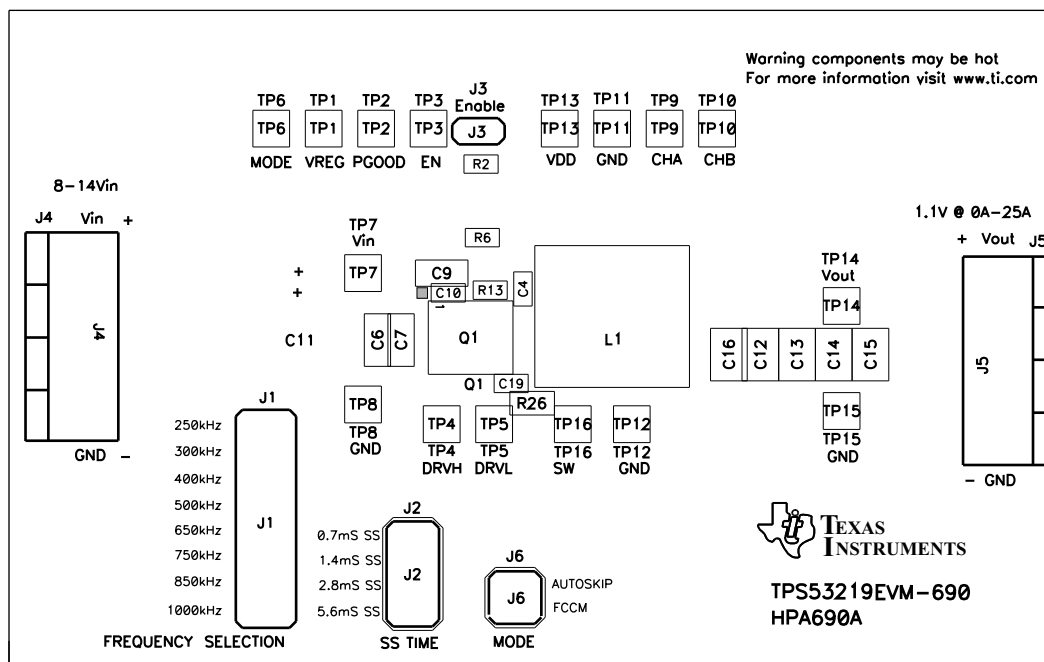 Warning components may be hot
For more information visit www.ti.com
J3
Enable
TP6 TP1 TP2 TP3 TP13 TP11 TP9 TP10
TP6 TP1 TP2 TP3 J3 TP13 TP11 TP9 TP10
MODE VREG PGOOD EN R2 VDD GND CHA CHB
8-14Vin
J4 Vin +
1.1V @ 0A-25A
+ Vout J5
TP7
Vin
R6
TP14
Vout
+ TP7 C9
+ C10 R13 C4
1
TP14
J4
C11 C6 C7 Q1 L1
C16 C12 C13 C14 C15
J5
Q1 C19
R26
J1
TP8
TP8
GND
TP4 TP5 TP16 TP12
TP4 TP5 TP16 TP12
DRVH DRVL SW GND
TP15
TP15
GND
GND -
- GND
250kHz
300kHz
400kHz
500kHz
650kHz
750kHz
850kHz
1000kHz
J1
FREQUENCY SELECTION
J2
0.7mS SS
1.4mS SS
2.8mS SS
5.6mS SS
J2
SS TIME
J6
J6
AUTOSKIP
FCCM
MODE
TEXAS
INSTRUMENTS
TPS53219EVM-690
HPA690A